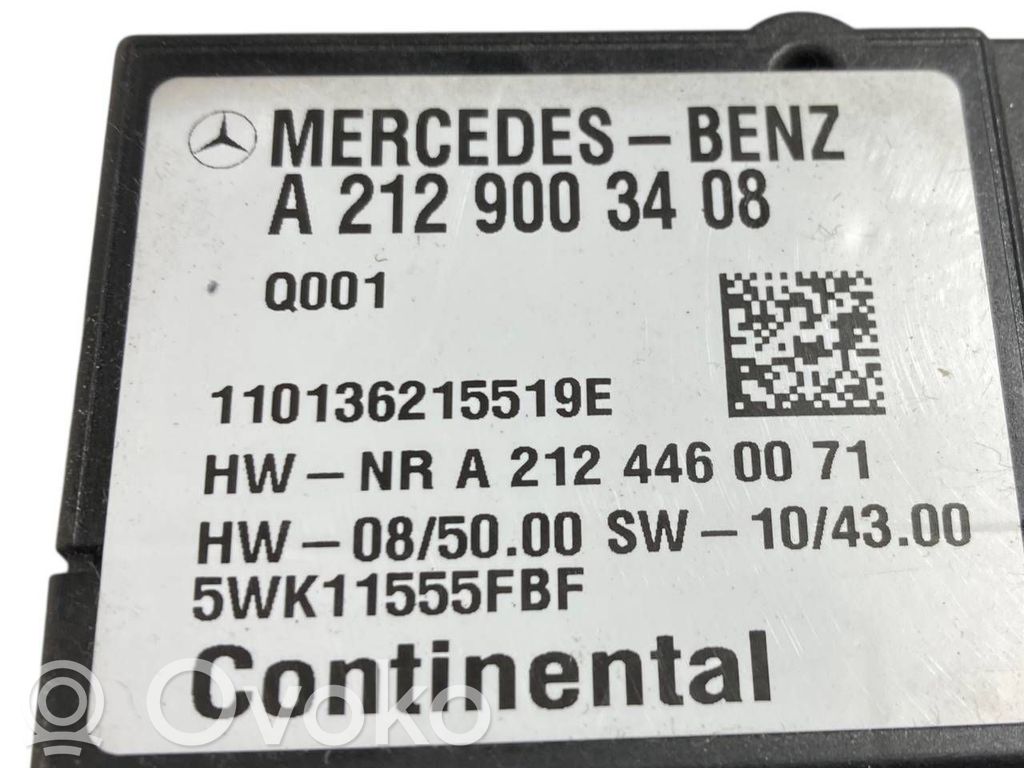 MERCEDES-BENZ
A 212 900 34 08
Q001
110136215519E
HW-NR A 212 446 00 71
HW-08/50.00 SW-10/43.00
5WK11555FBF
Continental
Ovoko